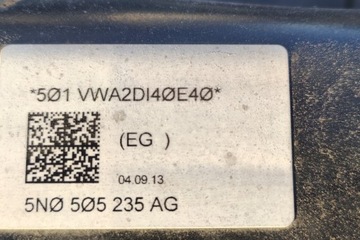 *5Ø1 VWA2DI4ØE4Ø*
(EG )
04.09.13
5NØ 5Ø5 235 AG